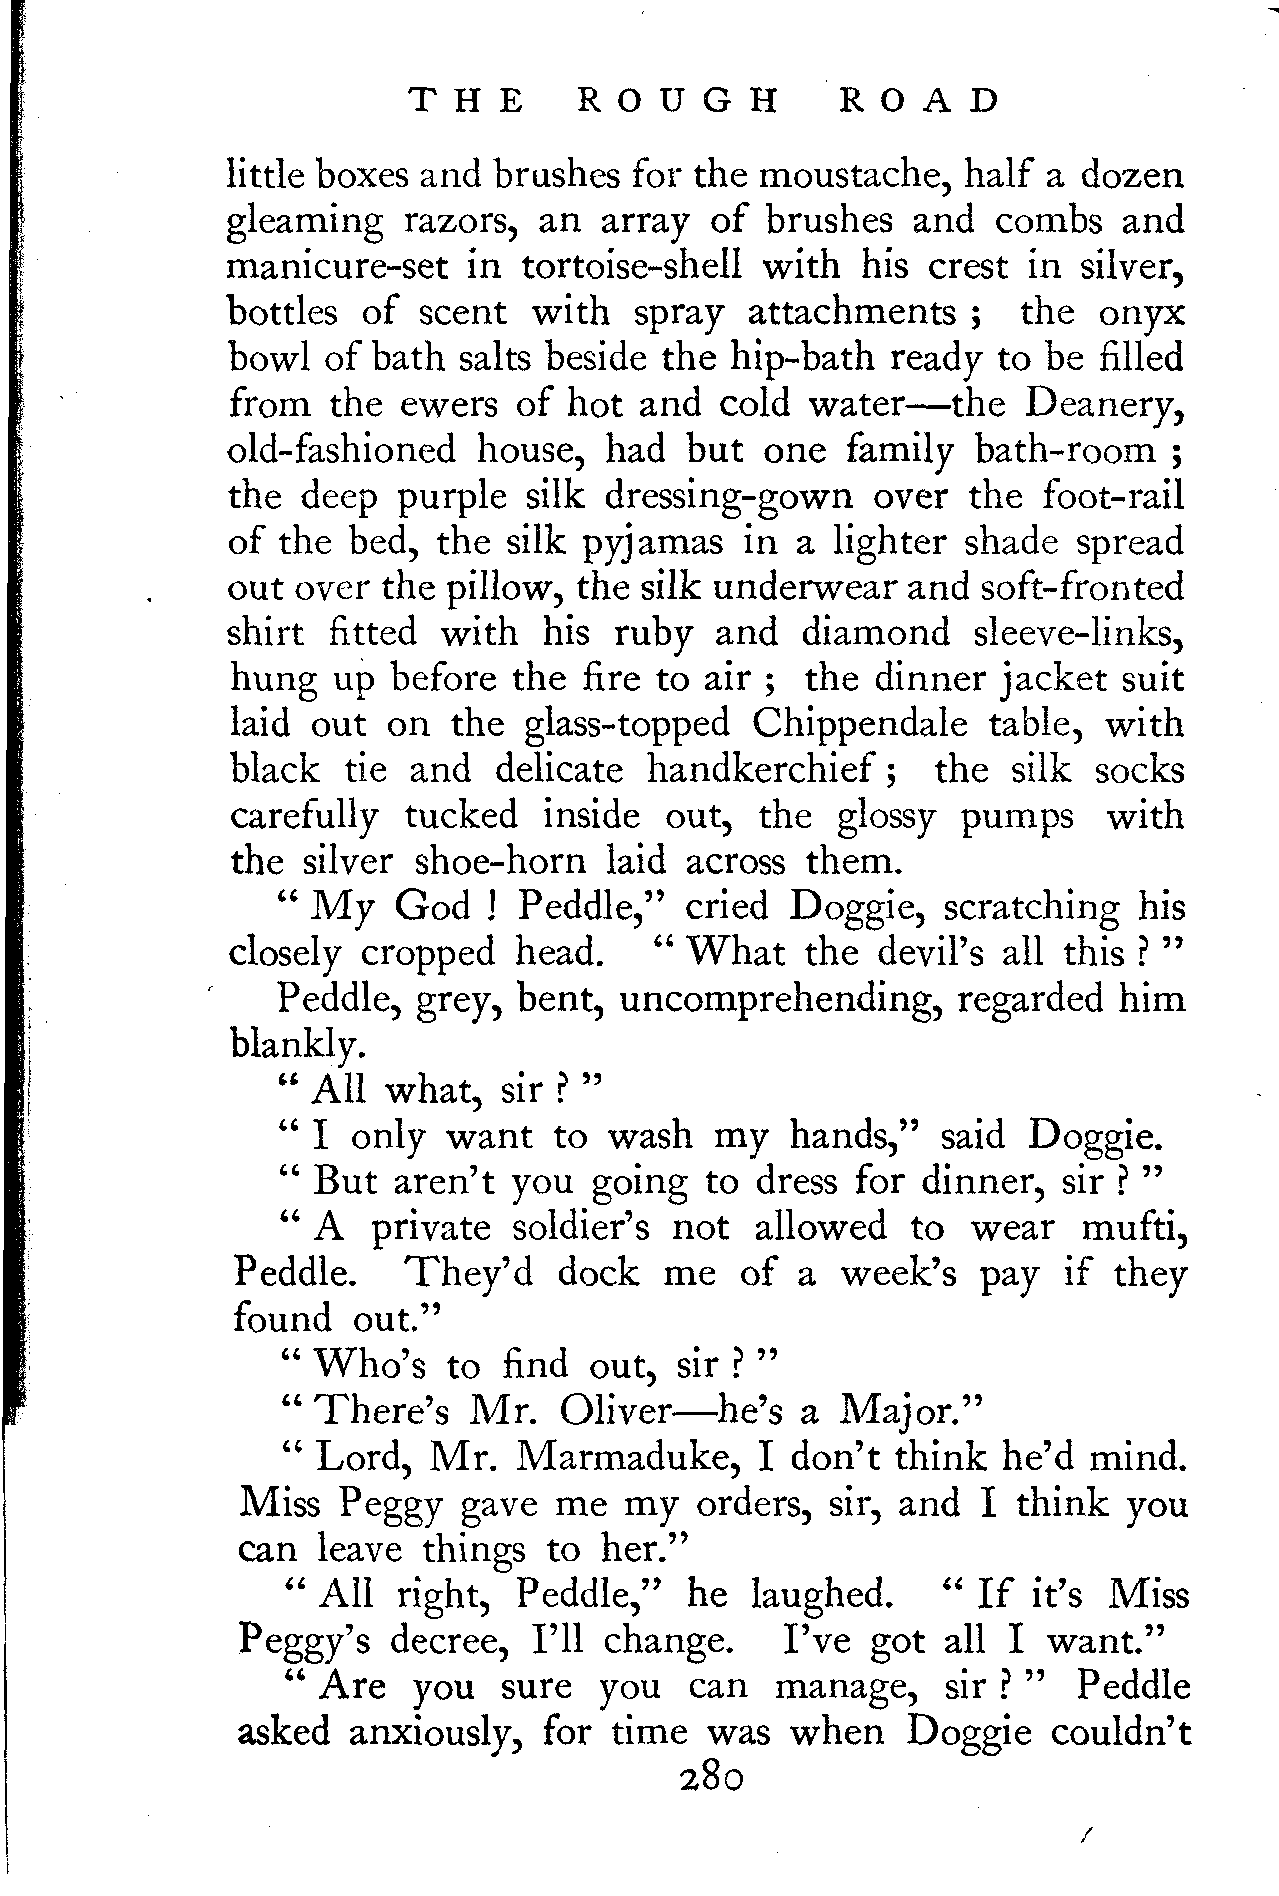 THE ROUGH ROAD
little boxes and brushes for the moustache, half a dozen
gleaming razors, an array of brushes and combs and
manicure-set in tortoise-shell with his crest in silver,
bottles of scent with spray attachments ; the onyx
bowl of bath salts beside the hip-bath ready to be filled
from the ewers of hot and cold water—the Deanery,
old-fashioned house, had but one family bath-room ;
the deep purple silk dressing-gown over the foot-rail
of the bed, the silk pyjamas in a lighter shade spread
out over the pillow, the silk underwear and soft-fronted
shirt fitted with his ruby and diamond sleeve-links,
hung up before the fire to air ; the dinner jacket suit
laid out on the glass-topped Chippendale table, with
black tie and delicate handkerchief ; the silk socks
carefully tucked inside out, the glossy pumps with
the silver shoe-horn laid across them.
“ My God ! Peddle,” cried Doggie, scratching his
closely cropped head. “ What the devil’s all this ? ”
Peddle, grey, bent, uncomprehending, regarded him
blankly.
“ All what, sir ? ”
“ I only want to wash my hands,” said Doggie.
“ But aren’t you going to dress for dinner, sir ? ”
“ A private soldier’s not allowed to wear mufti,
Peddle. They’d dock me of a week’s pay if they
found out.”
“ Who’s to find out, sir ? ”
“ There’s Mr. Oliver—he’s a Major.”
“ Lord, Mr. Marmaduke, I don’t think he’d mind.
Miss Peggy gave me my orders, sir, and I think you
can leave things to her.”
“ All right, Peddle,” he laughed. “ If it’s Miss
Peggy’s decree, I’ll change. I’ve got all I want.”
“ Are you sure you can manage, sir ? ” Peddle
asked anxiously, for time was when Doggie couldn’t
280